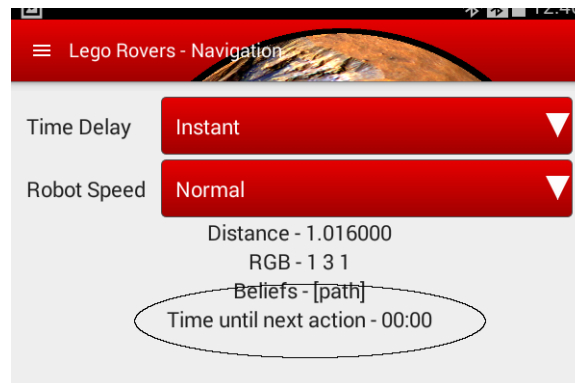 Lego Rovers - Navigation
Time Delay Instant
Robot Speed Normal
Distance - 1.016000
RGB - 1 3 1
Beliefs - [path]
Time until next action - 00:00